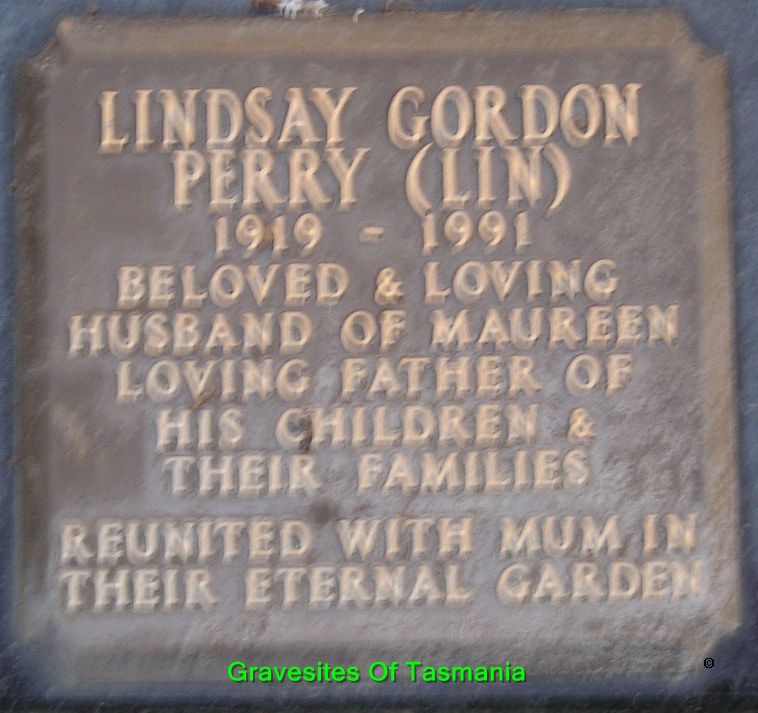 LINDSAY GORDON
PERRY (LIN)
1919 - 1991
BELOVED & LOVING
HUSBAND OF MAUREEN
LOVING FATHER OF
HIS CHILDREN &
THEIR FAMILIES
REUNITED WITH MUM IN
THEIR ETERNAL GARDEN
Gravesites Of Tasmania
©